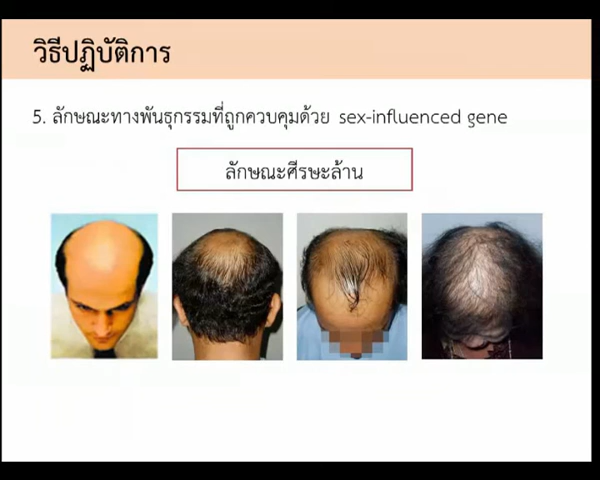 วิธีปฏิบัติการ
5. ลักษณะทางพันธุกรรมที่ถูกควบคุมด้วย sex-influenced gene
ลักษณะศีรษะล้าน